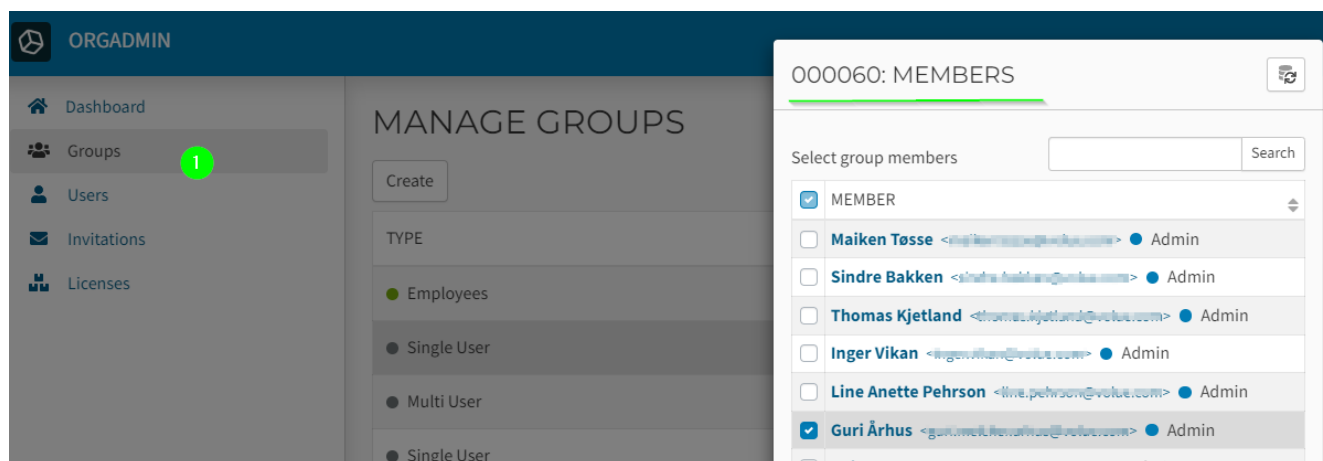 ORGADMIN
Dashboard
Groups
1
Users
Invitations
Licenses
MANAGE GROUPS
Create
TYPE
Employees
Single User
Multi User
Single User
000060: MEMBERS
Select group members
Search
MEMBER
Maiken Tøsse Admin
Sindre Bakken Admin
Thomas Kjetland Admin
Inger Vikan Admin
Line Anette Pehrson Admin
Guri Århus Admin